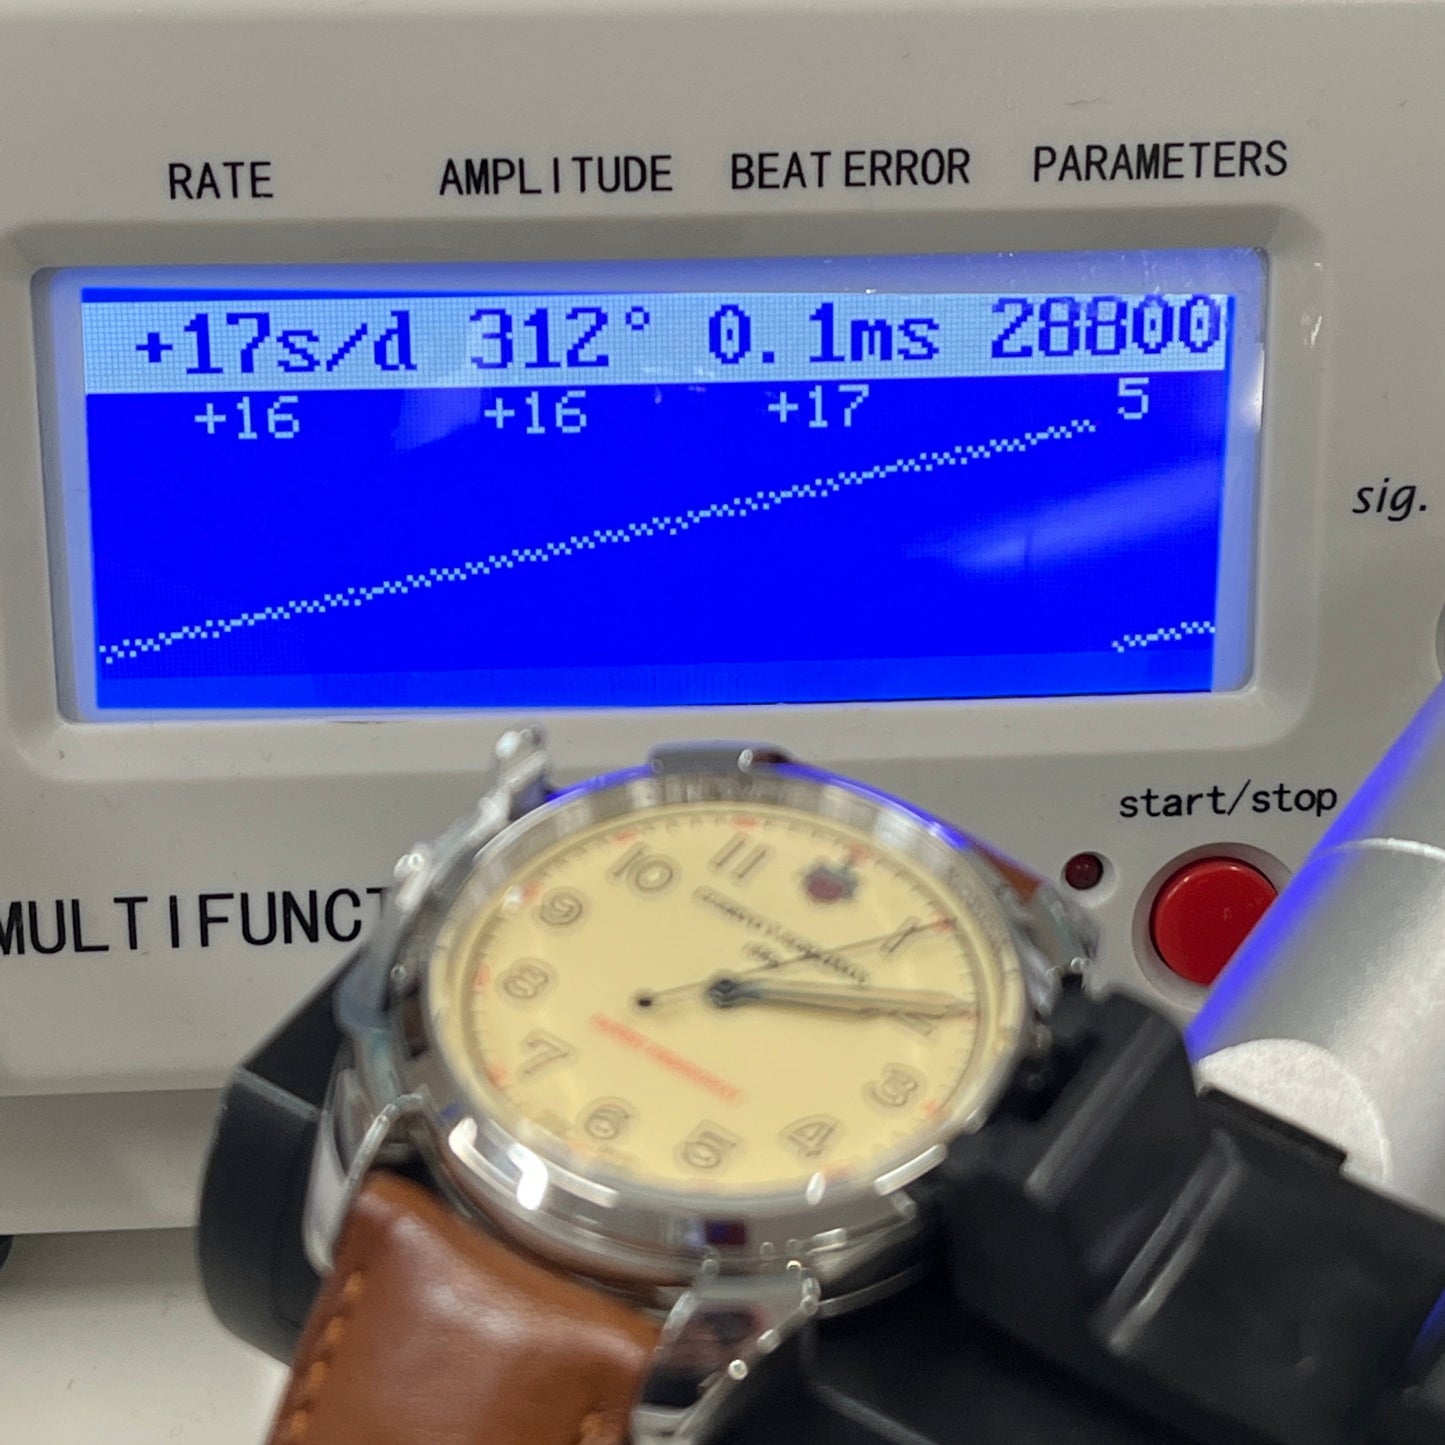 RATE AMPLITUDE BEAT ERROR PARAMETERS
+17s/d 312° 0.1ms 28800
+16 +16 +17 5
sig.
start/stop
MULTIFUNCT
11
10
9
8
7
6
5
4
3
2
1